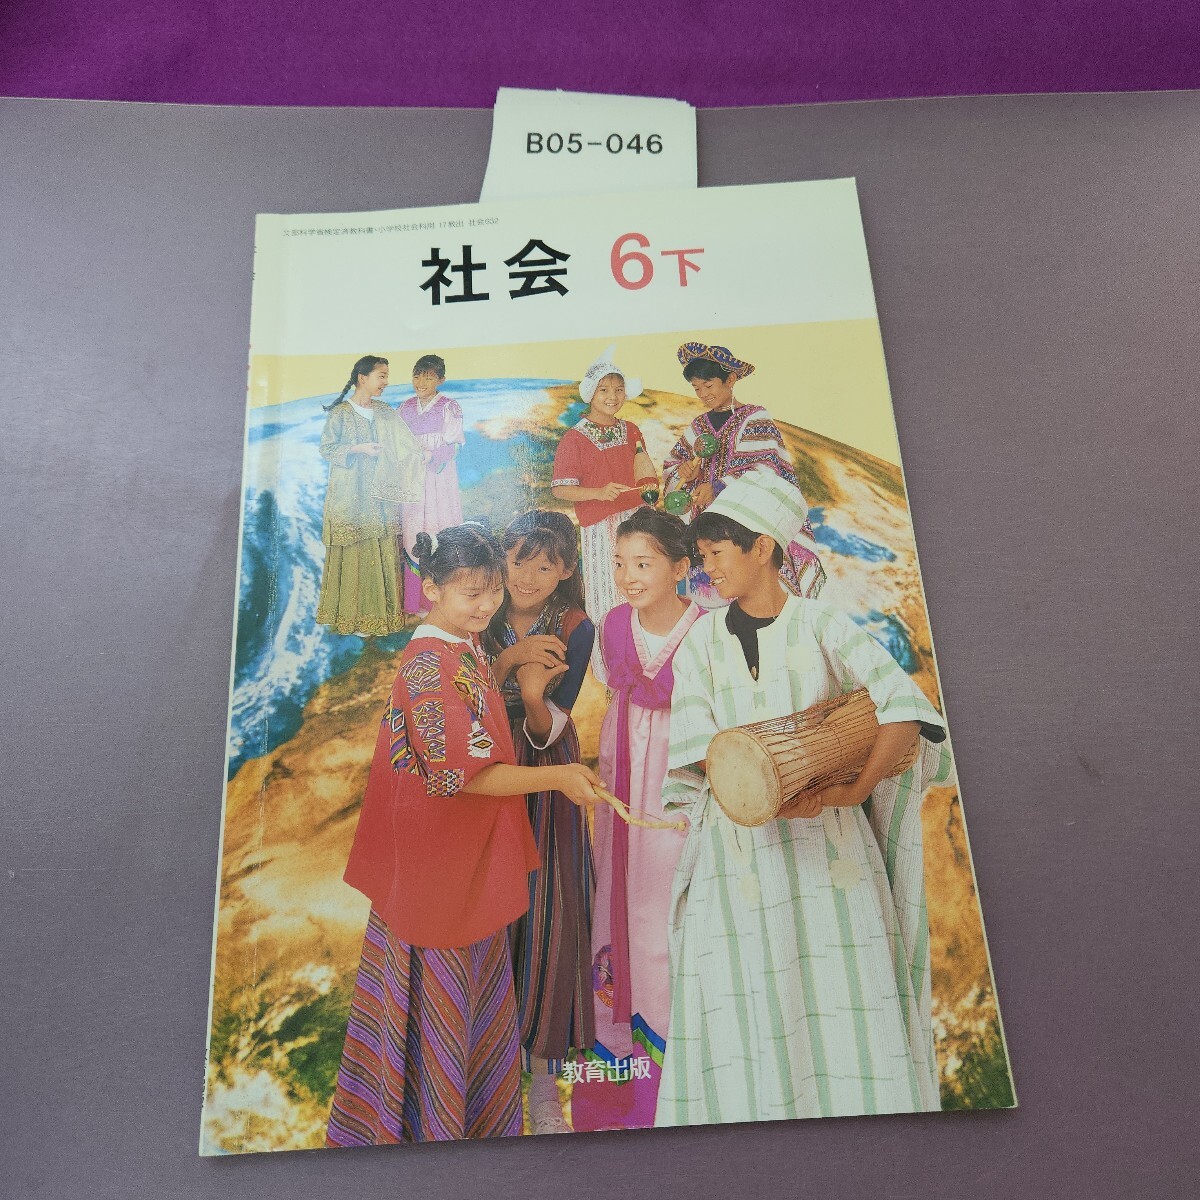 B05-046
文部科学省検定済教科書・小学校社会科用 17教出 社会632
社会 6下
教育出版